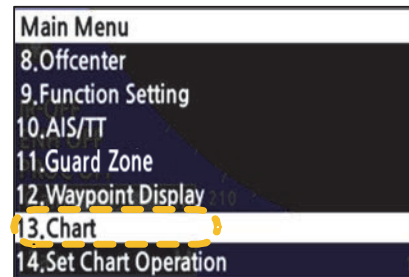 Main Menu
8.Offcenter
9.Function Setting
10.AIS/TT
11.Guard Zone
12.Waypoint Display
210
13.Chart
14.Set Chart Operation